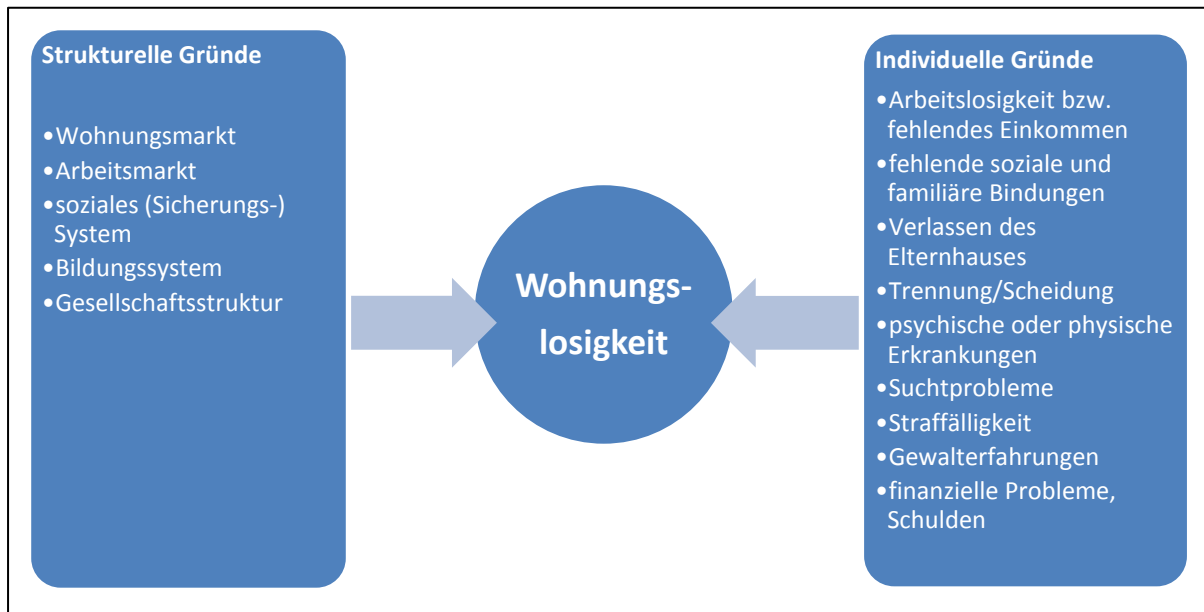 Strukturelle Gründe
•Wohnungsmarkt
•Arbeitsmarkt
•soziales (Sicherungs-)
System
•Bildungssystem
•Gesellschaftsstruktur
Wohnungs-
losigkeit
Individuelle Gründe
•Arbeitslosigkeit bzw.
fehlendes Einkommen
•fehlende soziale und
familiäre Bindungen
•Verlassen des
Elternhauses
•Trennung/Scheidung
•psychische oder physische
Erkrankungen
•Suchtprobleme
•Straffälligkeit
•Gewalterfahrungen
•finanzielle Probleme,
Schulden